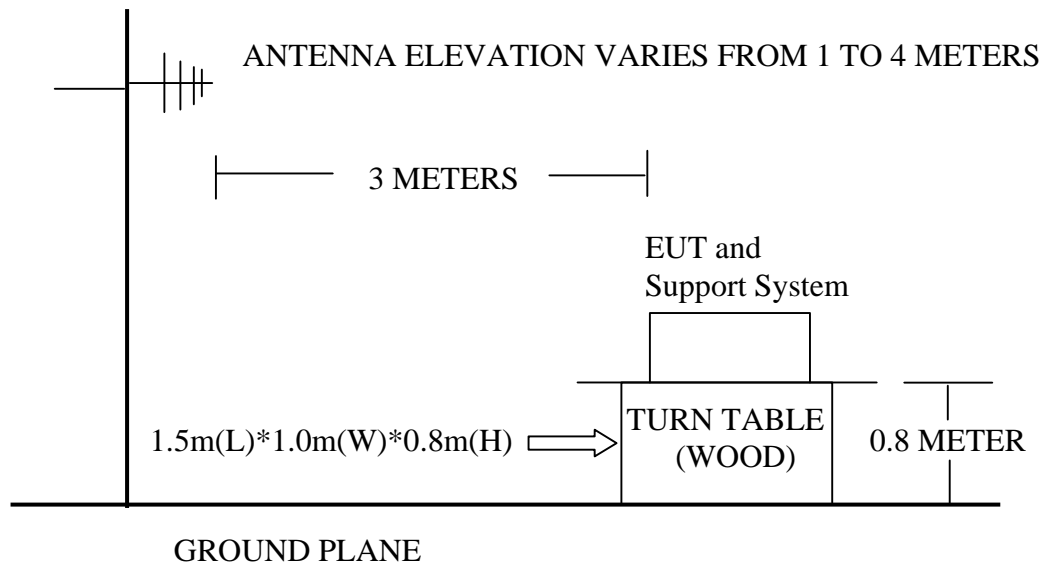 ANTENNA ELEVATION VARIES FROM 1 TO 4 METERS
3 METERS
EUT and
Support System
1.5m(L)*1.0m(W)*0.8m(H)
TURN TABLE
(WOOD)
0.8 METER
GROUND PLANE